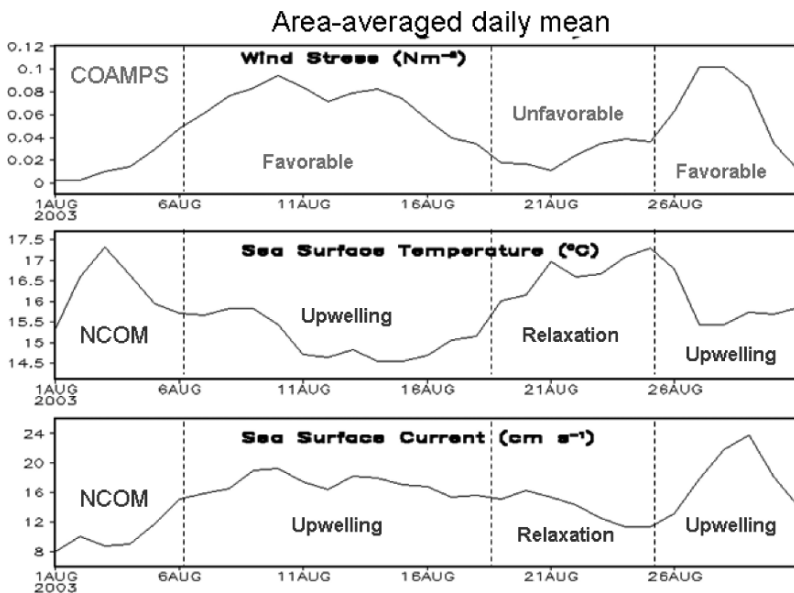 Area-averaged daily mean
Wind Stress (Nm⁻²)
0.12
0.1
0.08
0.06
0.04
0.02
0
COAMPS
Favorable
Unfavorable
Favorable
1AUG 6AUG 11AUG 16AUG 21AUG 26AUG
2003
Sea Surface Temperature (°C)
17.5
17
16.5
16
15.5
15
14.5
NCOM
Upwelling
Relaxation
Upwelling
1AUG 6AUG 11AUG 16AUG 21AUG 26AUG
2003
Sea Surface Current (cm s⁻¹)
24
20
16
12
8
NCOM
Upwelling
Relaxation
Upwelling
1AUG 6AUG 11AUG 16AUG 21AUG 26AUG
2003